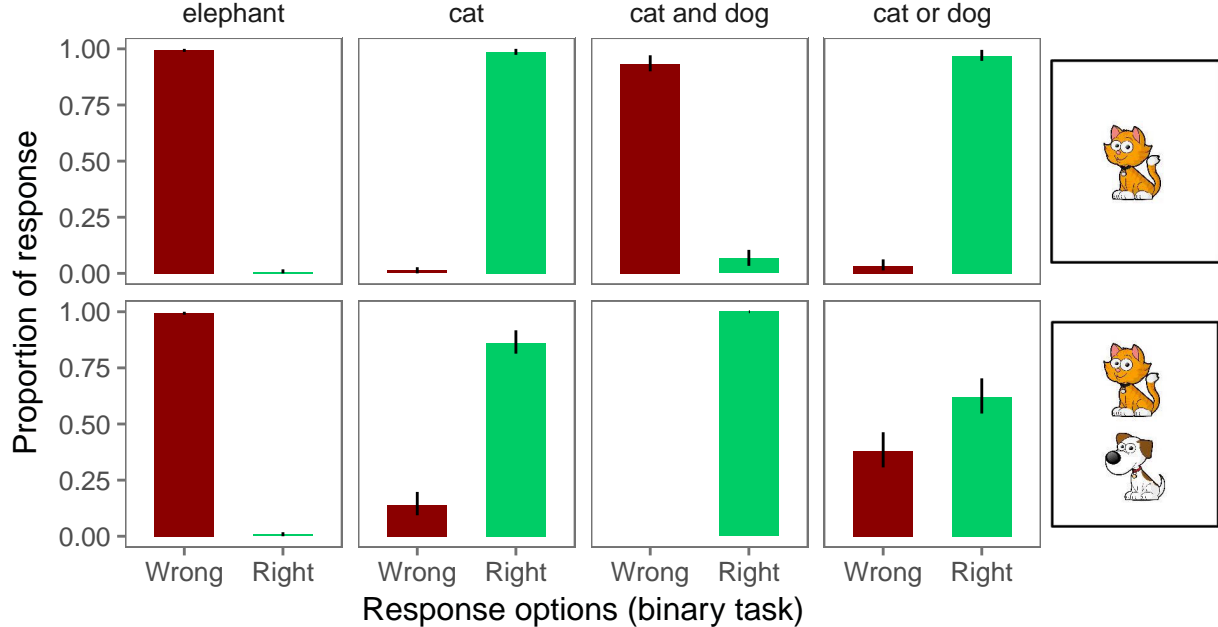 elephant cat cat and dog cat or dog
Proportion of response
1.00
0.75
0.50
0.25
0.00
1.00
0.75
0.50
0.25
0.00
Wrong Right Wrong Right Wrong Right Wrong Right
Response options (binary task)